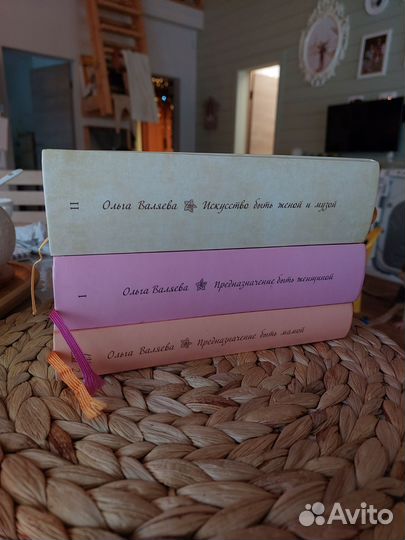 II Ольга Валяева Искусство быть женой и музой
I Ольга Валяева Предназначение быть женщиной
Ольга Валяева Предназначение быть мамой
Avito